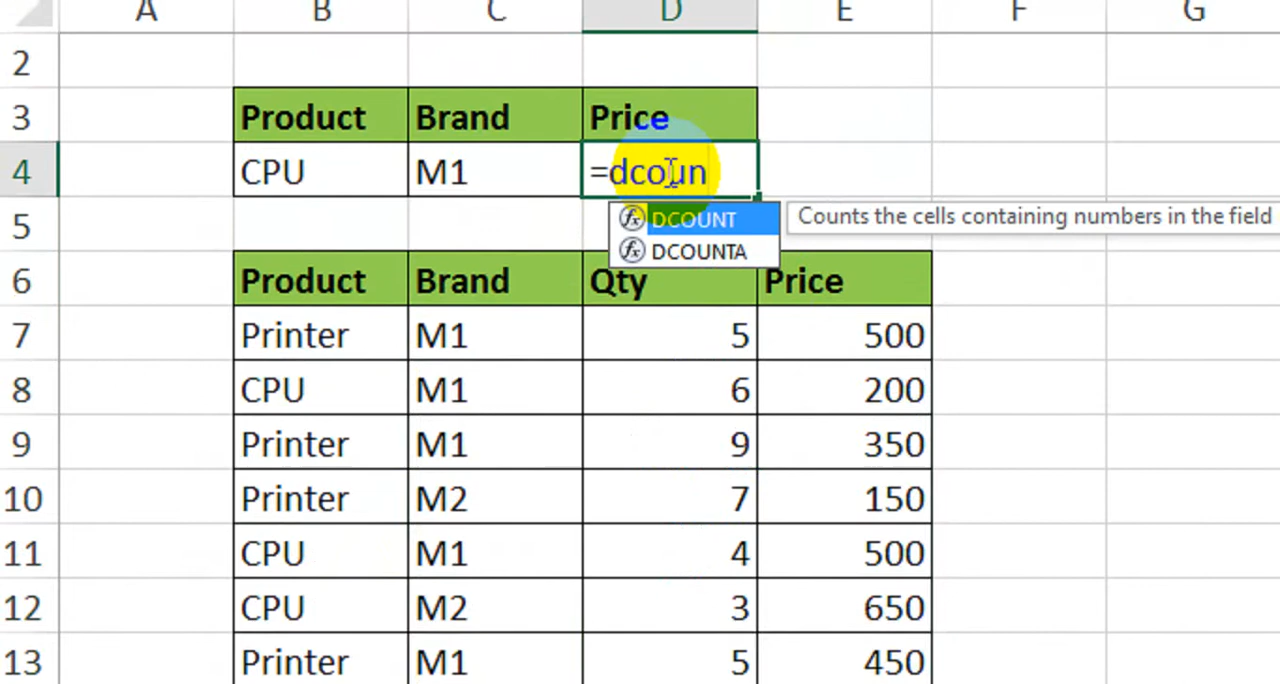 A B C D E F G
2
3 Product Brand Price
4 CPU M1 =dcoun
5 DCOUNT Counts the cells containing numbers in the field
DCOUNTA
6 Product Brand Qty Price
7 Printer M1 5 500
8 CPU M1 6 200
9 Printer M1 9 350
10 Printer M2 7 150
11 CPU M1 4 500
12 CPU M2 3 650
13 Printer M1 5 450